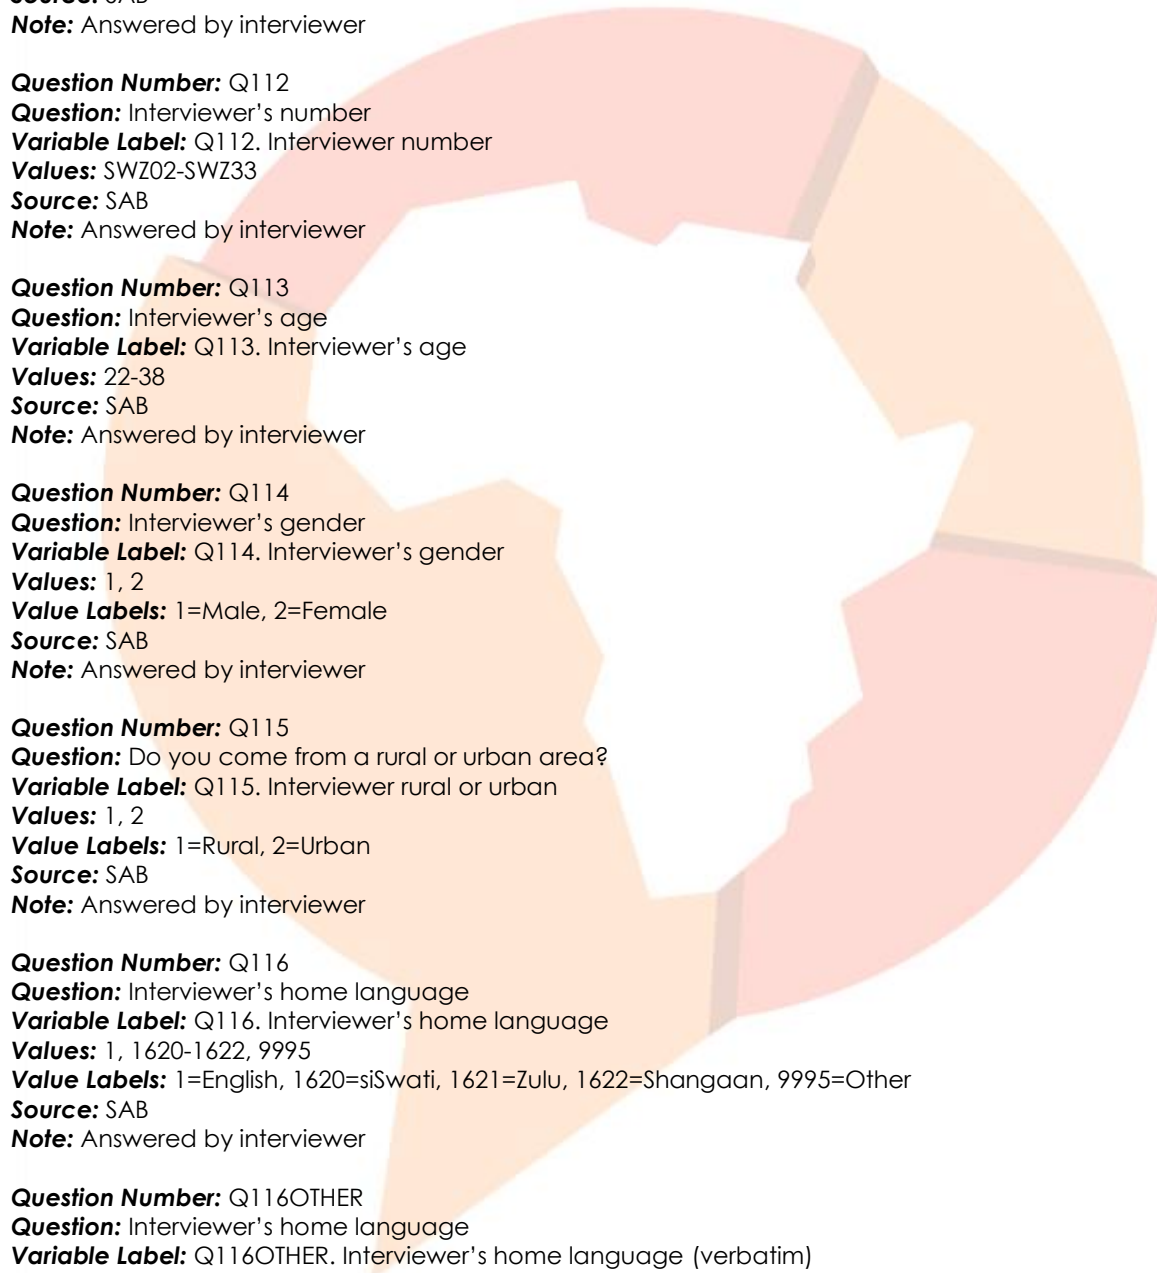 Note: Answered by interviewer
Question Number: Q112
Question: Interviewer's number
Variable Label: Q112. Interviewer number
Values: SWZ02-SWZ33
Source: SAB
Note: Answered by interviewer
Question Number: Q113
Question: Interviewer's age
Variable Label: Q113. Interviewer's age
Values: 22-38
Source: SAB
Note: Answered by interviewer
Question Number: Q114
Question: Interviewer's gender
Variable Label: Q114. Interviewer's gender
Values: 1, 2
Value Labels: 1=Male, 2=Female
Source: SAB
Note: Answered by interviewer
Question Number: Q115
Question: Do you come from a rural or urban area?
Variable Label: Q115. Interviewer rural or urban
Values: 1, 2
Value Labels: 1=Rural, 2=Urban
Source: SAB
Note: Answered by interviewer
Question Number: Q116
Question: Interviewer's home language
Variable Label: Q116. Interviewer's home language
Values: 1, 1620-1622, 9995
Value Labels: 1=English, 1620=siSwati, 1621=Zulu, 1622=Shangaan, 9995=Other
Source: SAB
Note: Answered by interviewer
Question Number: Q116OTHER
Question: Interviewer's home language
Variable Label: Q116OTHER. Interviewer's home language (verbatim)